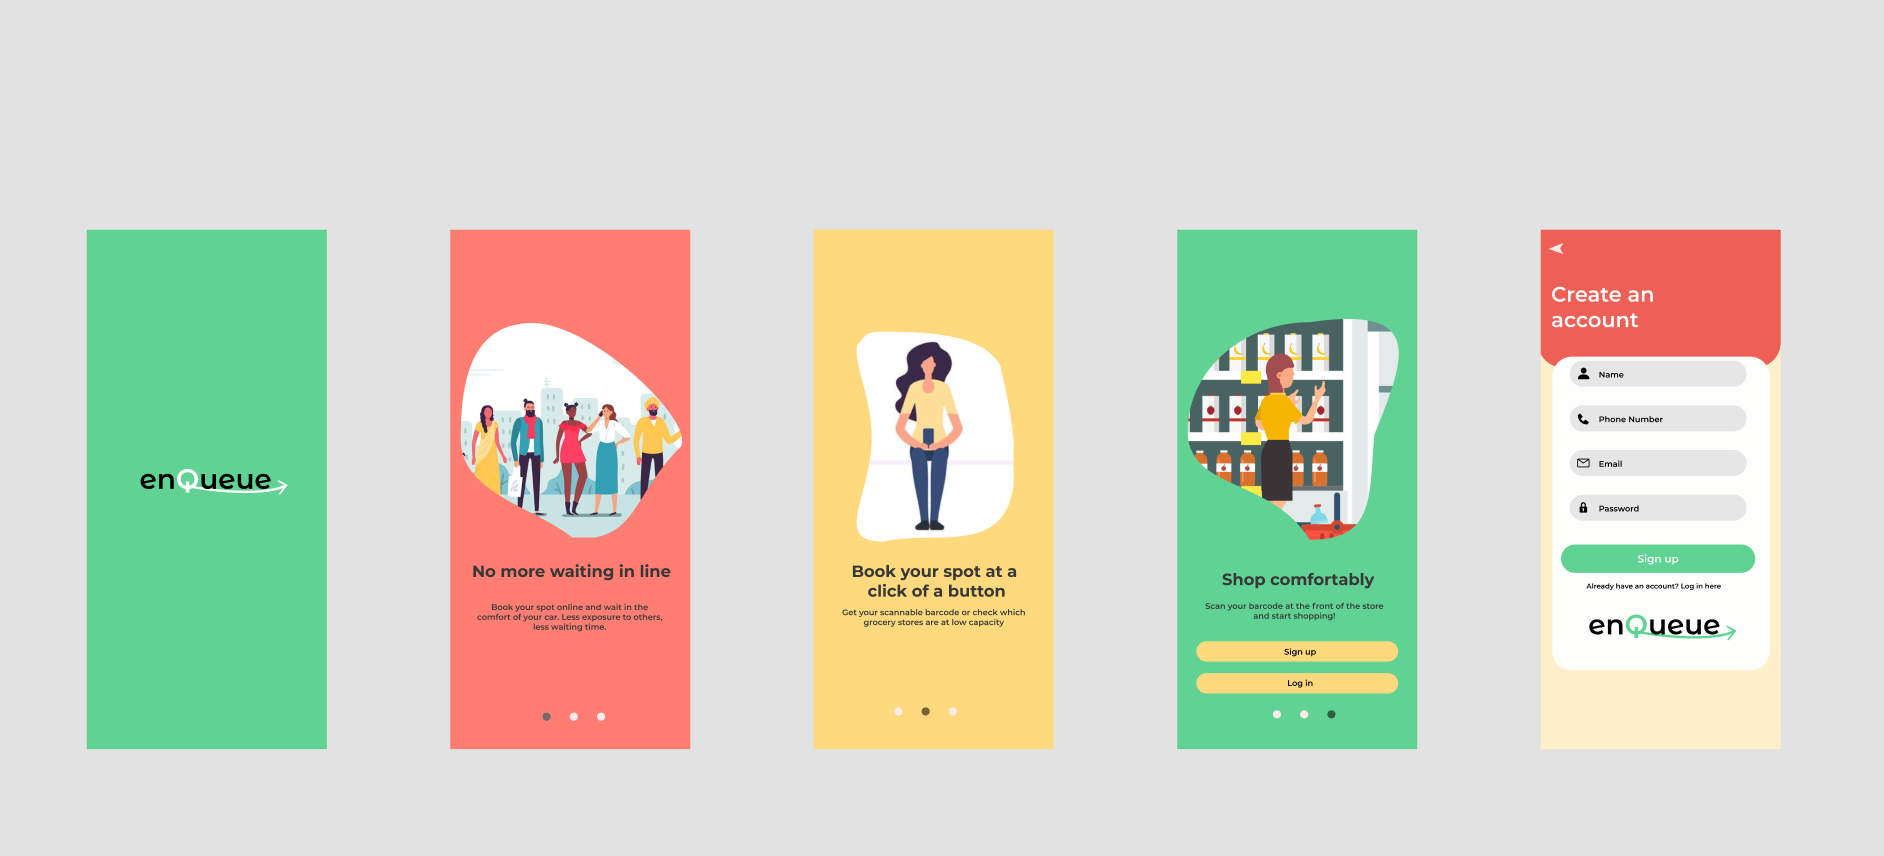 enQueue
No more waiting in line
Book your spot online and wait in the
comfort of your car. Less exposure to others,
less waiting time.
Book your spot at a
click of a button
Get your scannable barcode or check which
grocery stores are at low capacity
Shop comfortably
Scan your barcode at the front of the store
and start shopping!
Sign up
Log in
Create an
account
Name
Phone Number
Email
Password
Sign up
Already have an account? Log in here
enQueue